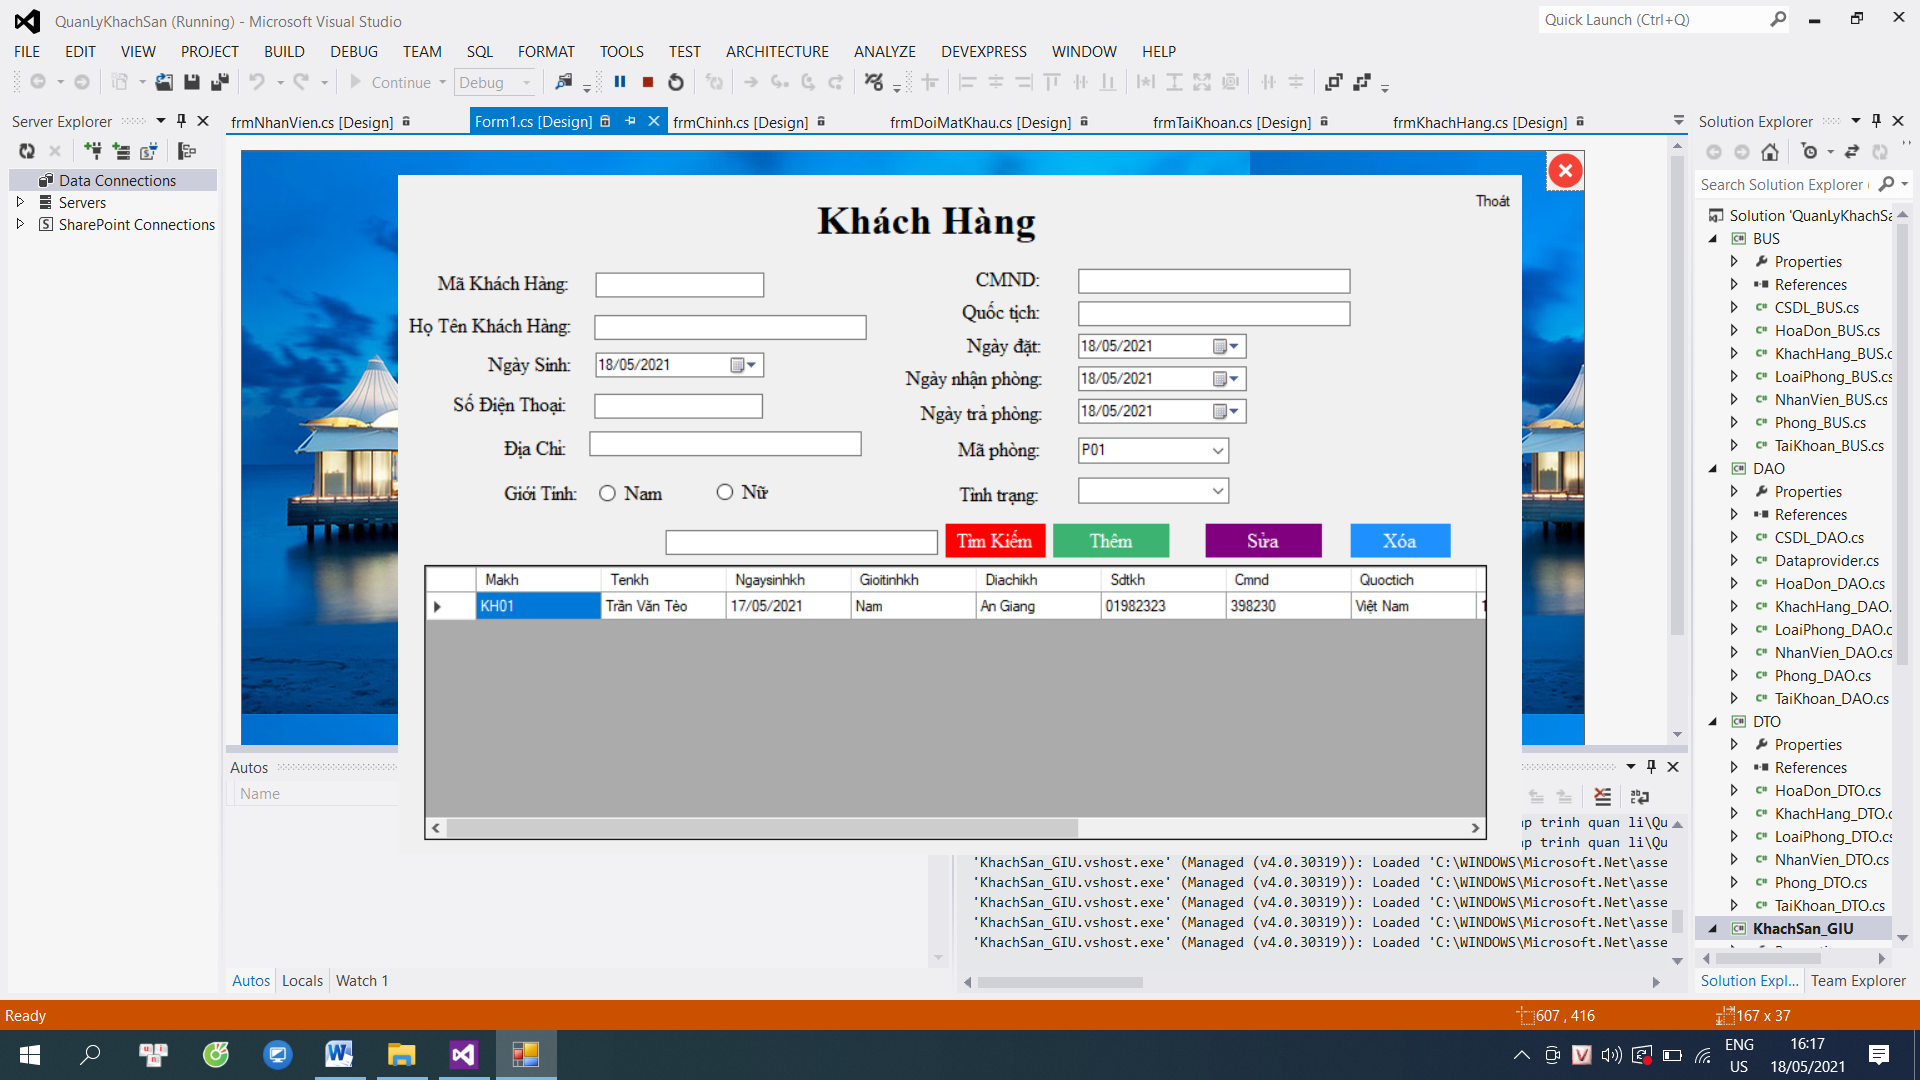 QuanLyKhachSan (Running) - Microsoft Visual Studio
Quick Launch (Ctrl+Q)
FILE EDIT VIEW PROJECT BUILD DEBUG TEAM SQL FORMAT TOOLS TEST ARCHITECTURE ANALYZE DEVEXPRESS WINDOW HELP
Continue Debug
Server Explorer
frmNhanVien.cs [Design] Form1.cs [Design] frmChinh.cs [Design] frmDoiMatKhau.cs [Design] frmTaiKhoan.cs [Design] frmKhachHang.cs [Design]
Data Connections
Servers
SharePoint Connections
Thoát
Khách Hàng
Mã Khách Hàng:
Họ Tên Khách Hàng:
Ngày Sinh: 18/05/2021
Số Điện Thoại:
Địa Chỉ:
Giới Tính: Nam Nữ
CMND:
Quốc tịch:
Ngày đặt: 18/05/2021
Ngày nhận phòng: 18/05/2021
Ngày trả phòng: 18/05/2021
Mã phòng: P01
Tình trạng:
Tìm Kiếm Thêm Sửa Xóa
Makh Tenkh Ngaysinhkh Gioitinhkh Diachikh Sdtkh Cmnd Quoctich
KH01 Trần Văn Tèo 17/05/2021 Nam An Giang 01982323 398230 Việt Nam 1
Autos
Name
Autos Locals Watch 1
p trinh quan li\Qu
p trinh quan li\Qu
'KhachSan_GIU.vshost.exe' (Managed (v4.0.30319)): Loaded 'C:\WINDOWS\Microsoft.Net\asse
'KhachSan_GIU.vshost.exe' (Managed (v4.0.30319)): Loaded 'C:\WINDOWS\Microsoft.Net\asse
'KhachSan_GIU.vshost.exe' (Managed (v4.0.30319)): Loaded 'C:\WINDOWS\Microsoft.Net\asse
'KhachSan_GIU.vshost.exe' (Managed (v4.0.30319)): Loaded 'C:\WINDOWS\Microsoft.Net\asse
'KhachSan_GIU.vshost.exe' (Managed (v4.0.30319)): Loaded 'C:\WINDOWS\Microsoft.Net\asse
Solution Explorer
Search Solution Explorer (
Solution 'QuanLyKhachSa
BUS
Properties
References
CSDL_BUS.cs
HoaDon_BUS.cs
KhachHang_BUS.c
LoaiPhong_BUS.cs
NhanVien_BUS.cs
Phong_BUS.cs
TaiKhoan_BUS.cs
DAO
Properties
References
CSDL_DAO.cs
Dataprovider.cs
HoaDon_DAO.cs
KhachHang_DAO.
LoaiPhong_DAO.c
NhanVien_DAO.cs
Phong_DAO.cs
TaiKhoan_DAO.cs
DTO
Properties
References
HoaDon_DTO.cs
KhachHang_DTO.c
LoaiPhong_DTO.cs
NhanVien_DTO.cs
Phong_DTO.cs
TaiKhoan_DTO.cs
KhachSan_GIU
Solution Expl... Team Explorer
Ready 607 , 416 167 x 37
ENG
US
16:17
18/05/2021